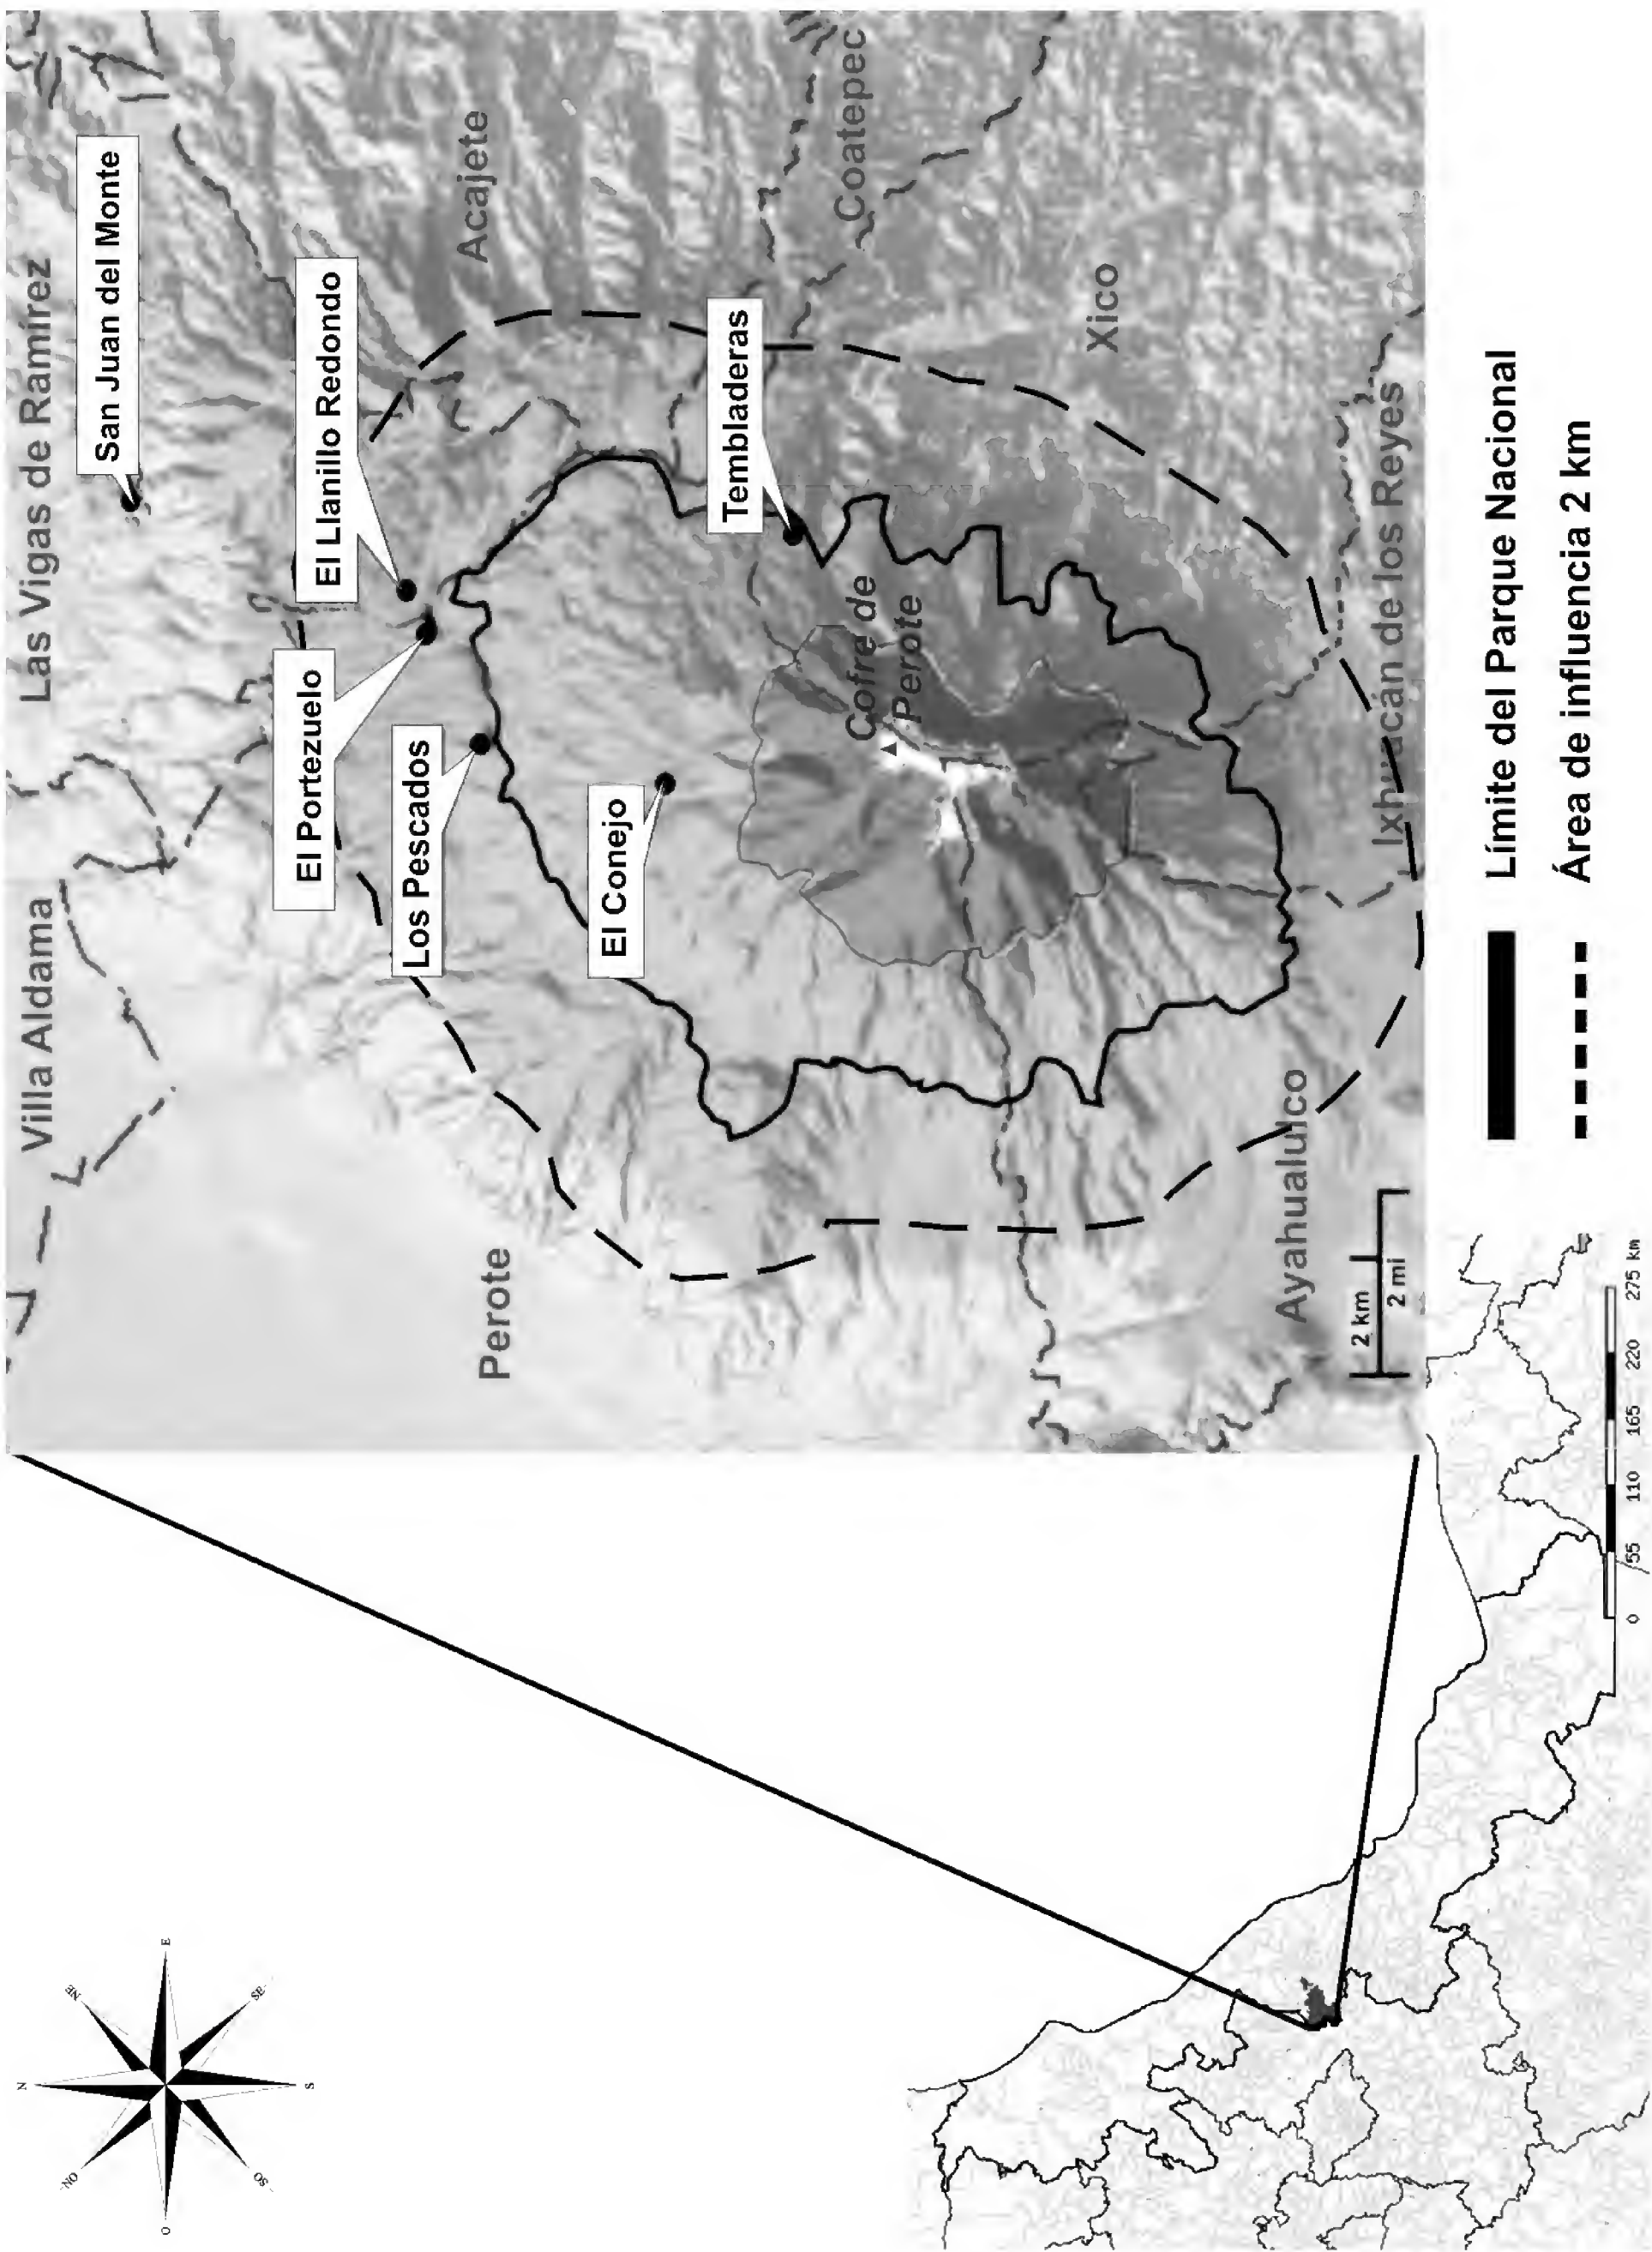 Villa Aldama
Las Vigas de Ramírez
San Juan del Monte
El Portezuelo
El Llanillo Redondo
Los Pescados
Perote
Acajete
El Conejo
Tembladeras
Cofre de
Perote
Coatepec
Xico
Ayahualulco
Ixhuacán de los Reyes
2 km
2 mi
Límite del Parque Nacional
Área de influencia 2 km
N
NE
E
SE
S
SO
O
NO
0 55 110 165 220 275 km